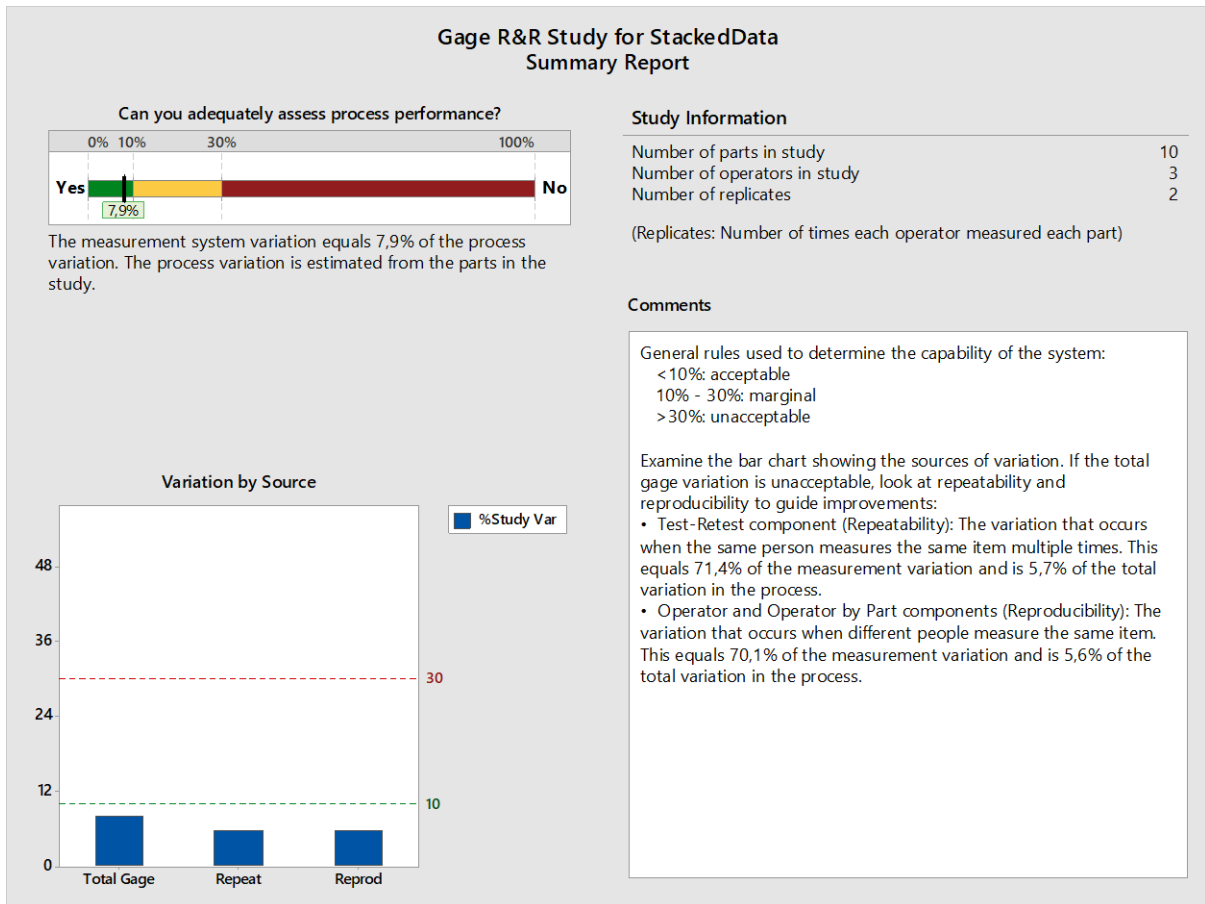 Gage R&R Study for StackedData
Summary Report
Can you adequately assess process performance?
0% 10% 30% 100%
Yes No
7,9%
The measurement system variation equals 7,9% of the process
variation. The process variation is estimated from the parts in the
study.
Study Information
Number of parts in study 10
Number of operators in study 3
Number of replicates 2
(Replicates: Number of times each operator measured each part)
Variation by Source
%Study Var
48
36
30
24
12
10
0
Total Gage Repeat Reprod
Comments
General rules used to determine the capability of the system:
<10%: acceptable
10% - 30%: marginal
>30%: unacceptable
Examine the bar chart showing the sources of variation. If the total
gage variation is unacceptable, look at repeatability and
reproducibility to guide improvements:
• Test-Retest component (Repeatability): The variation that occurs
when the same person measures the same item multiple times. This
equals 71,4% of the measurement variation and is 5,7% of the total
variation in the process.
• Operator and Operator by Part components (Reproducibility): The
variation that occurs when different people measure the same item.
This equals 70,1% of the measurement variation and is 5,6% of the
total variation in the process.